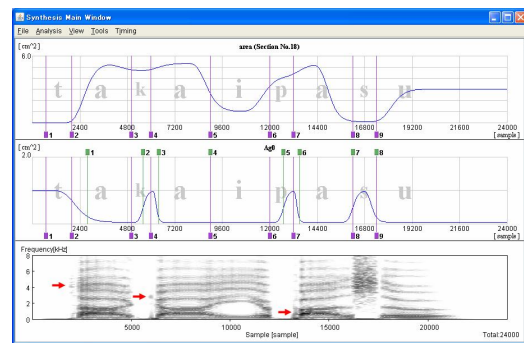 Synthesis Main Window
File Analysis View Tools Timing
[cm^2] area (Section No.18)
6.0
t a k a i p a s u
2400 4800 7200 9600 12000 14400 16800 19200 21600 24000
1 2 3 4 5 6 7 8 9 [sample]
[cm^2] Ag0
2.0 1 2 3 4 5 6 7 8
t a k a i p a s u
2400 4800 7200 9600 12000 14400 16800 19200 21600 24000
1 2 3 4 5 6 7 8 9 [sample]
Frequency[kHz]
8
6
4
2
0
5000 10000 15000 20000
Sample [sample] Total:24000